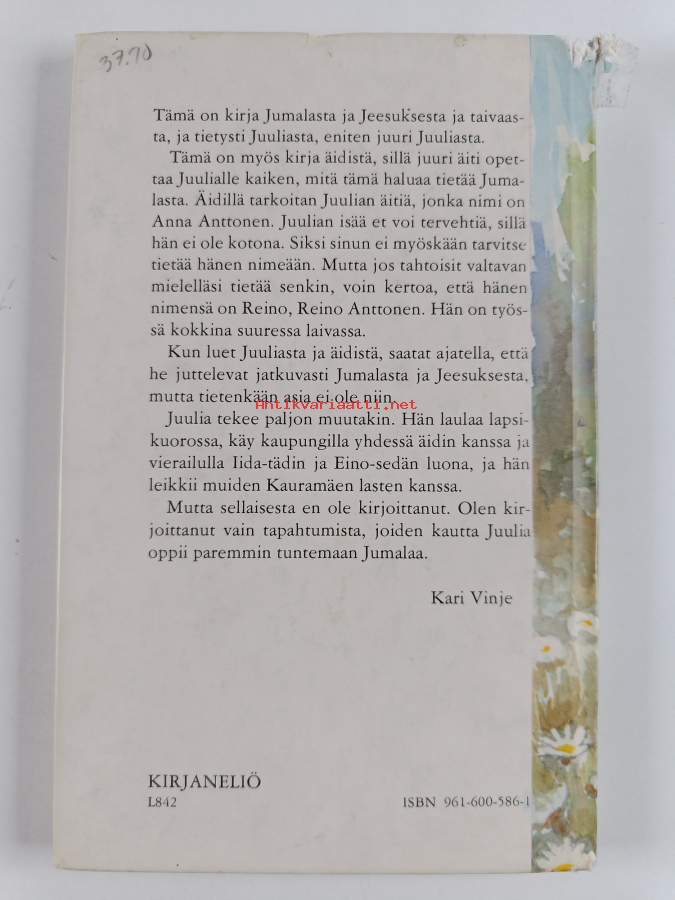 37.70
Tämä on kirja Jumalasta ja Jeesuksesta ja taivaas-
ta, ja tietysti Juuliasta, eniten juuri Juuliasta.
Tämä on myös kirja äidistä, sillä juuri äiti opet-
taa Juulialle kaiken, mitä tämä haluaa tietää Juma-
lasta. Äidillä tarkoitan Juulian äitiä, jonka nimi on
Anna Anttonen. Juulian isää et voi tervehtiä, sillä
hän ei ole kotona. Siksi sinun ei myöskään tarvitse
tietää hänen nimeään. Mutta jos tahtoisit valtavan
mielelläsi tietää senkin, voin kertoa, että hänen
nimensä on Reino, Reino Anttonen. Hän on työs-
sä kokkina suuressa laivassa.
Kun luet Juuliasta ja äidistä, saatat ajatella, että
he juttelevat jatkuvasti Jumalasta ja Jeesuksesta,
mutta tietenkään asia ei ole niin.
Antikvariaatti.net
Juulia tekee paljon muutakin. Hän laulaa lapsi-
kuorossa, käy kaupungilla yhdessä äidin kanssa ja
vierailulla Iida-tädin ja Eino-sedän luona, ja hän
leikkii muiden Kauramäen lasten kanssa.
Mutta sellaisesta en ole kirjoittanut. Olen kir-
joittanut vain tapahtumista, joiden kautta Juulia
oppii paremmin tuntemaan Jumalaa.
Kari Vinje
KIRJANELIÖ
L842
ISBN 961-600-586-1